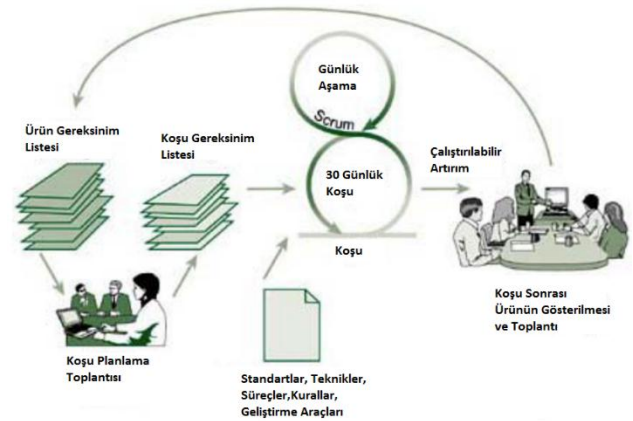 Günlük
Aşama
Scrum
Ürün Gereksinim
Listesi
Koşu Gereksinim
Listesi
30 Günlük
Koşu
Çalıştırılabilir
Artırım
Koşu
Koşu Planlama
Toplantısı
Standartlar, Teknikler,
Süreçler,Kurallar,
Geliştirme Araçları
Koşu Sonrası
Ürünün Gösterilmesi
ve Toplantı